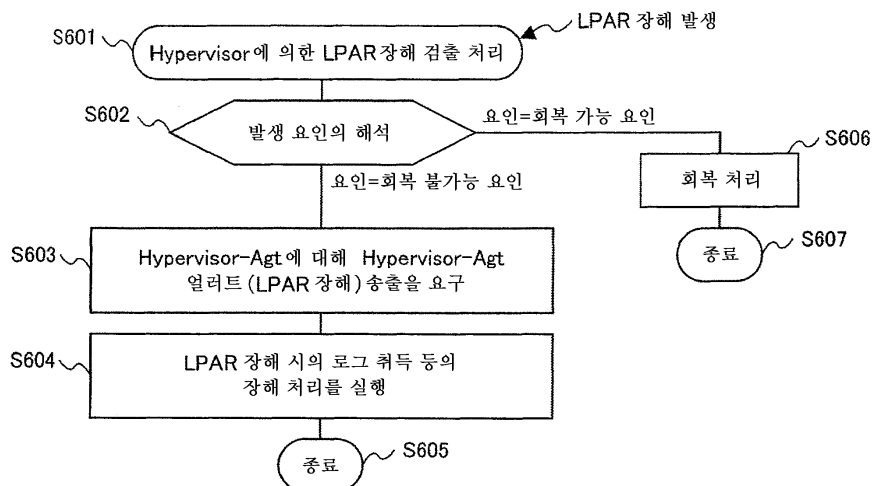 LPAR 장해 발생
S601
Hypervisor에 의한 LPAR 장해 검출 처리
S602
발생 요인의 해석
요인=회복 가능 요인
S606
회복 처리
요인=회복 불가능 요인
S607
종료
S603
Hypervisor-Agt에 대해 Hypervisor-Agt
얼러트(LPAR 장해) 송출을 요구
S604
LPAR 장해 시의 로그 취득 등의
장해 처리를 실행
S605
종료